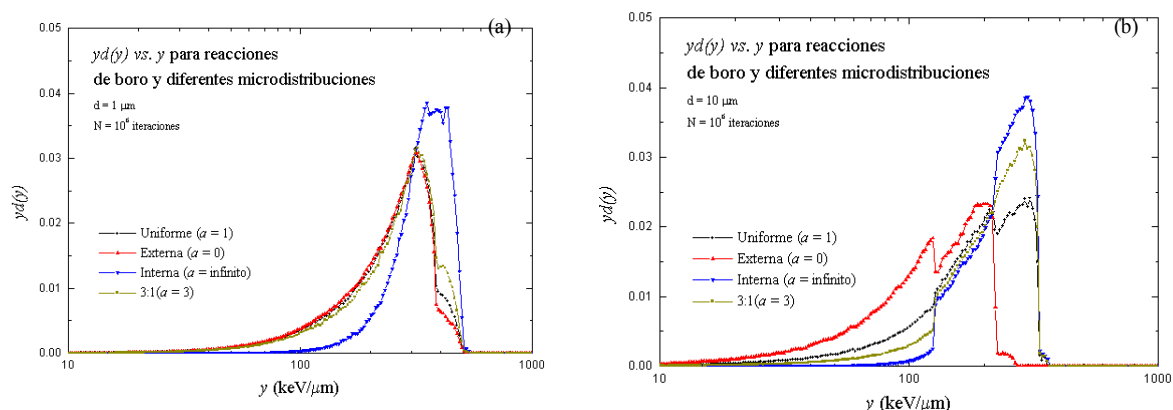 (a)
0.05
0.04
0.03
0.02
0.01
0.00
yd(y)
yd(y) vs. y para reacciones
de boro y diferentes microdistribuciones
d = 1 µm
N = 10⁶ iteraciones
Uniforme (a = 1)
Externa (a = 0)
Interna (a = infinito)
3:1(a = 3)
10
100
1000
y (keV/µm)
(b)
0.05
0.04
0.03
0.02
0.01
0.00
yd(y)
yd(y) vs. y para reacciones
de boro y diferentes microdistribuciones
d = 10 µm
N = 10⁶ iteraciones
Uniforme (a = 1)
Externa (a = 0)
Interna (a = infinito)
3:1(a = 3)
10
100
1000
y (keV/µm)